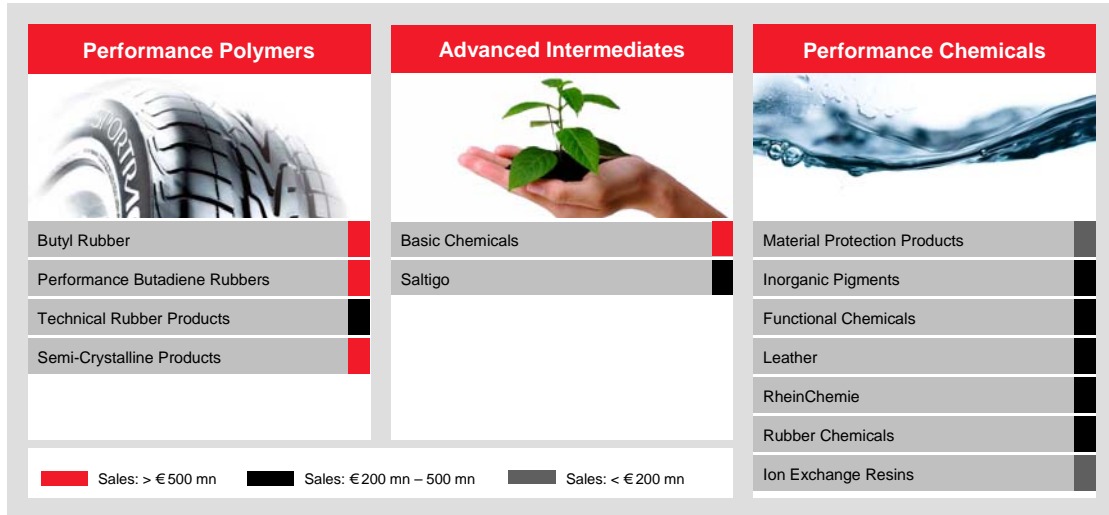 Performance Polymers
SPORTRA
Butyl Rubber
Performance Butadiene Rubbers
Technical Rubber Products
Semi-Crystalline Products
Advanced Intermediates
Basic Chemicals
Saltigo
Performance Chemicals
Material Protection Products
Inorganic Pigments
Functional Chemicals
Leather
RheinChemie
Rubber Chemicals
Ion Exchange Resins
Sales: > €500 mn
Sales: €200 mn – 500 mn
Sales: < €200 mn